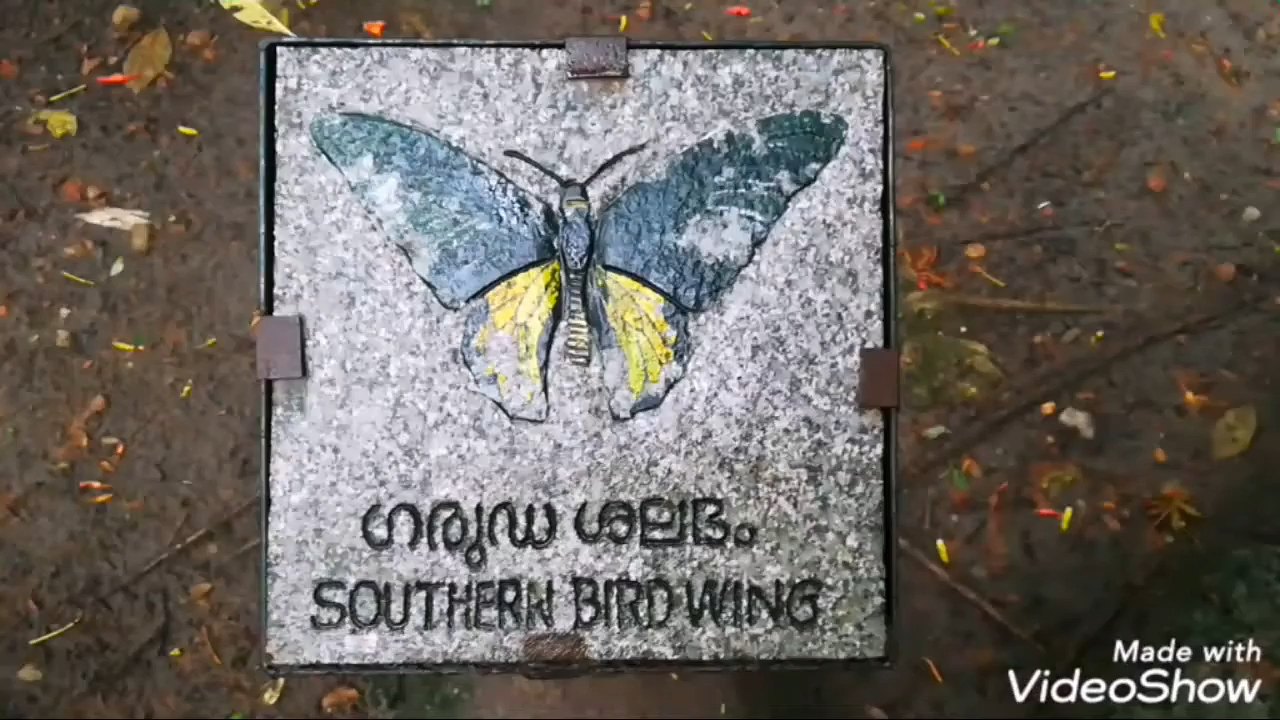 ഗരുഡ ശലഭം
SOUTHERN BIRD WING
Made with
VideoShow